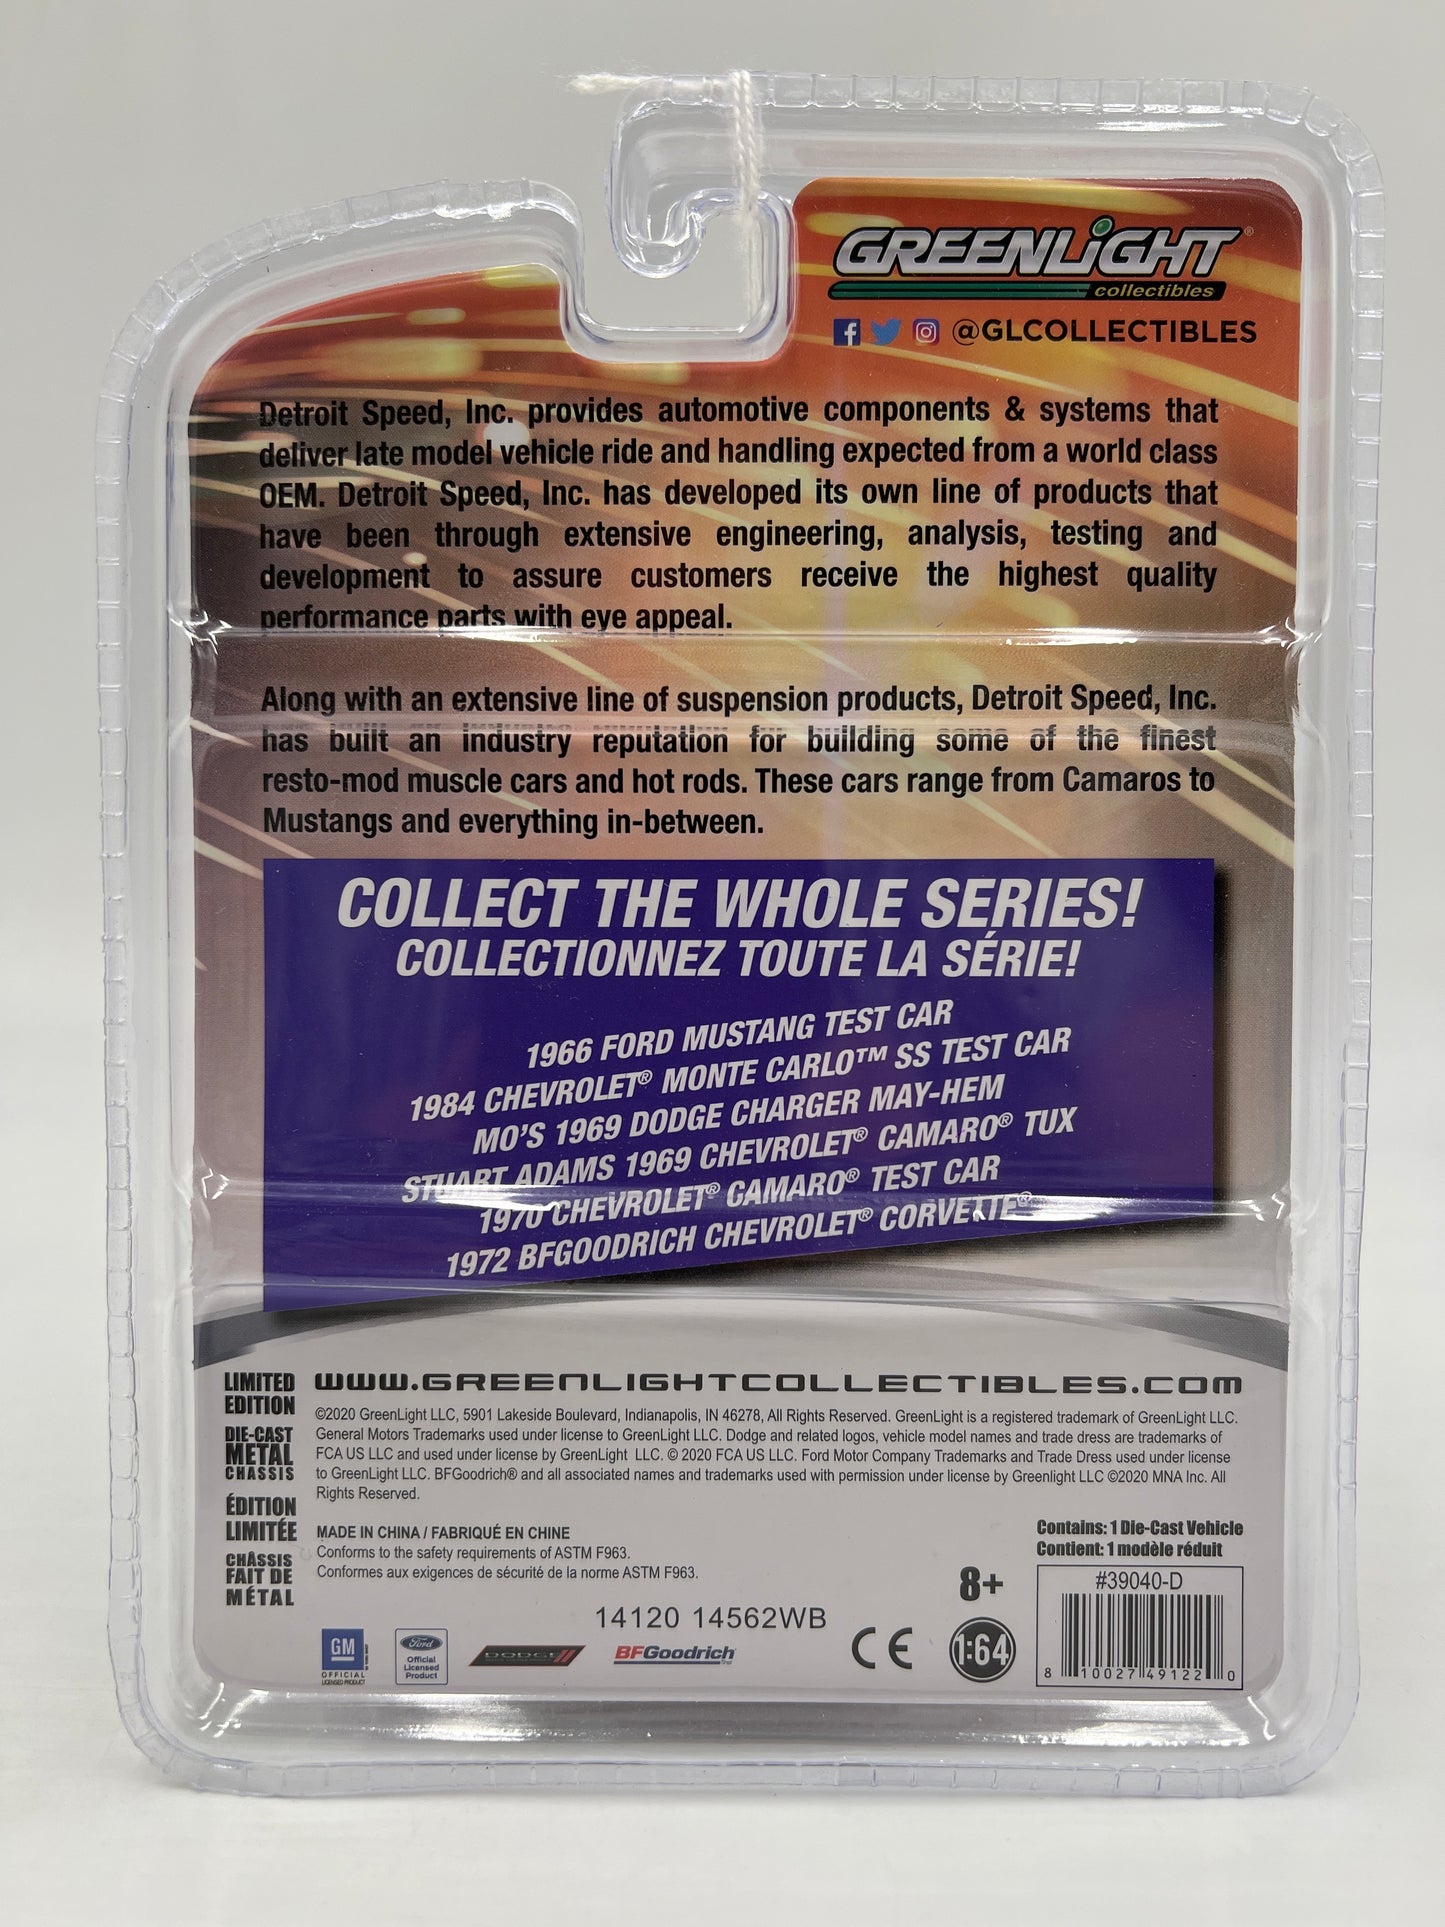 GREENLiGHT®
collectibles
@GLCOLLECTIBLES
Detroit Speed, Inc. provides automotive components & systems that
deliver late model vehicle ride and handling expected from a world class
OEM. Detroit Speed, Inc. has developed its own line of products that
have been through extensive engineering, analysis, testing and
development to assure customers receive the highest quality
performance parts with eye appeal.
Along with an extensive line of suspension products, Detroit Speed, Inc.
has built an industry reputation for building some of the finest
resto-mod muscle cars and hot rods. These cars range from Camaros to
Mustangs and everything in-between.
COLLECT THE WHOLE SERIES!
COLLECTIONNEZ TOUTE LA SÉRIE!
1966 FORD MUSTANG TEST CAR
1984 CHEVROLET® MONTE CARLO™ SS TEST CAR
MO'S 1969 DODGE CHARGER MAY-HEM
STUART ADAMS 1969 CHEVROLET® CAMARO® TUX
1970 CHEVROLET® CAMARO® TEST CAR
1972 BFGOODRICH CHEVROLET® CORVETTE®
LIMITED
EDITION
DIE-CAST
METAL
CHASSIS
ÉDITION
LIMITÉE
CHÂSSIS
FAIT DE
MÉTAL
WWW.GREENLIGHTCOLLECTIBLES.COM
©2020 GreenLight LLC, 5901 Lakeside Boulevard, Indianapolis, IN 46278, All Rights Reserved. GreenLight is a registered trademark of GreenLight LLC.
General Motors Trademarks used under license to GreenLight LLC. Dodge and related logos, vehicle model names and trade dress are trademarks of
FCA US LLC and used under license by GreenLight LLC. © 2020 FCA US LLC. Ford Motor Company Trademarks and Trade Dress used under license
to GreenLight LLC. BFGoodrich® and all associated names and trademarks used with permission under license by Greenlight LLC ©2020 MNA Inc. All
Rights Reserved.
MADE IN CHINA / FABRIQUÉ EN CHINE
Conforms to the safety requirements of ASTM F963.
Conformes aux exigences de sécurité de la norme ASTM F963.
14120 14562WB
GM
OFFICIAL
LICENSED PRODUCT
Ford
Official
Licensed
Product
DODGE
BFGoodrich
CE
8+
1:64
Contains: 1 Die-Cast Vehicle
Contient: 1 modèle réduit
#39040-D
8 10027 49122 0